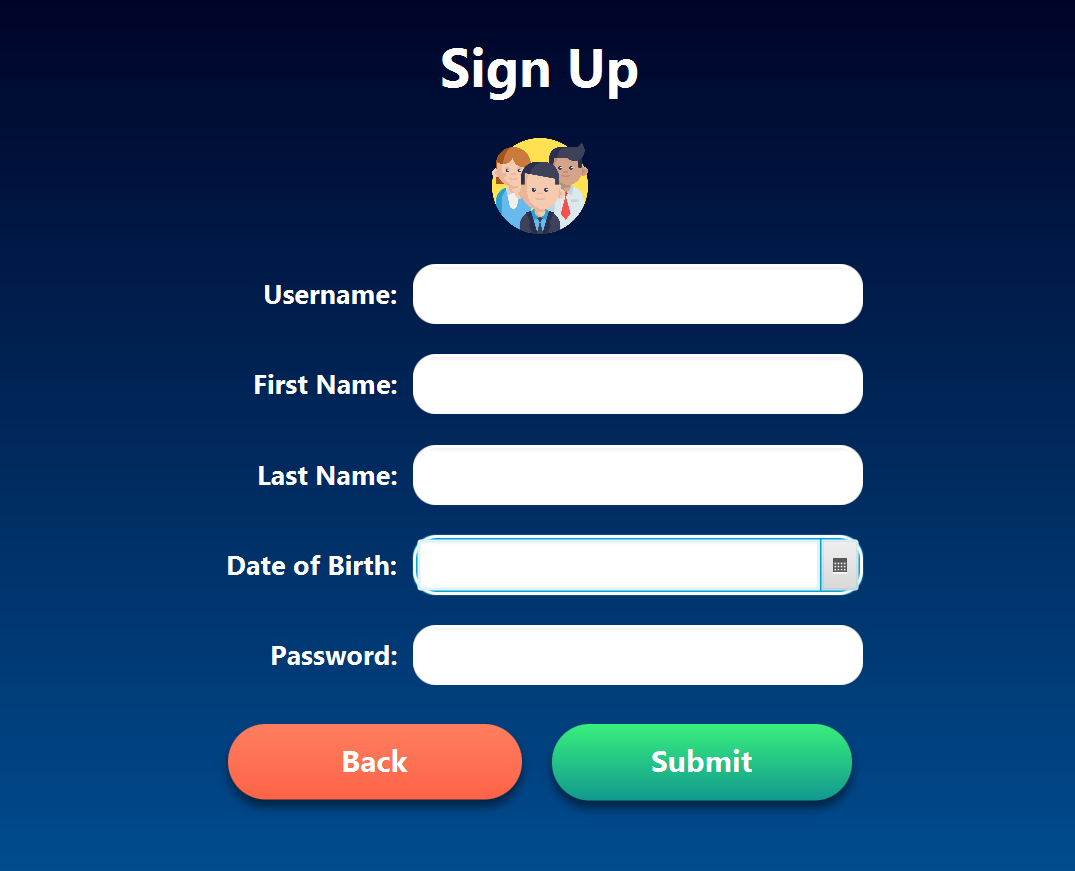 Sign Up
Username:
First Name:
Last Name:
Date of Birth:
Password:
Back
Submit